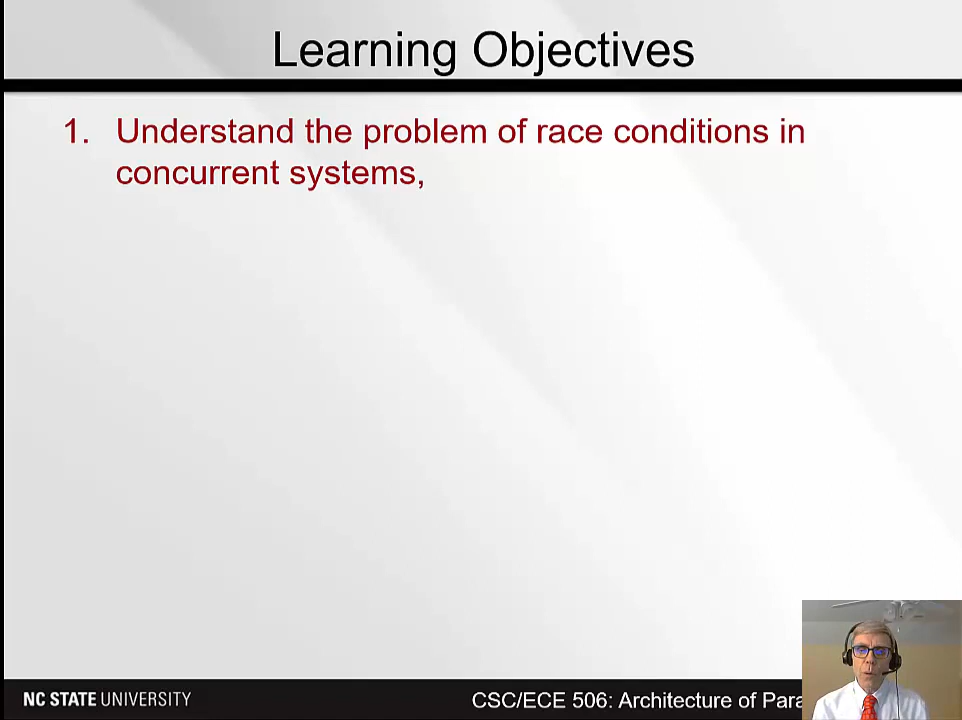 Learning Objectives
1. Understand the problem of race conditions in
concurrent systems,
NC STATE UNIVERSITY
CSC/ECE 506: Architecture of Para